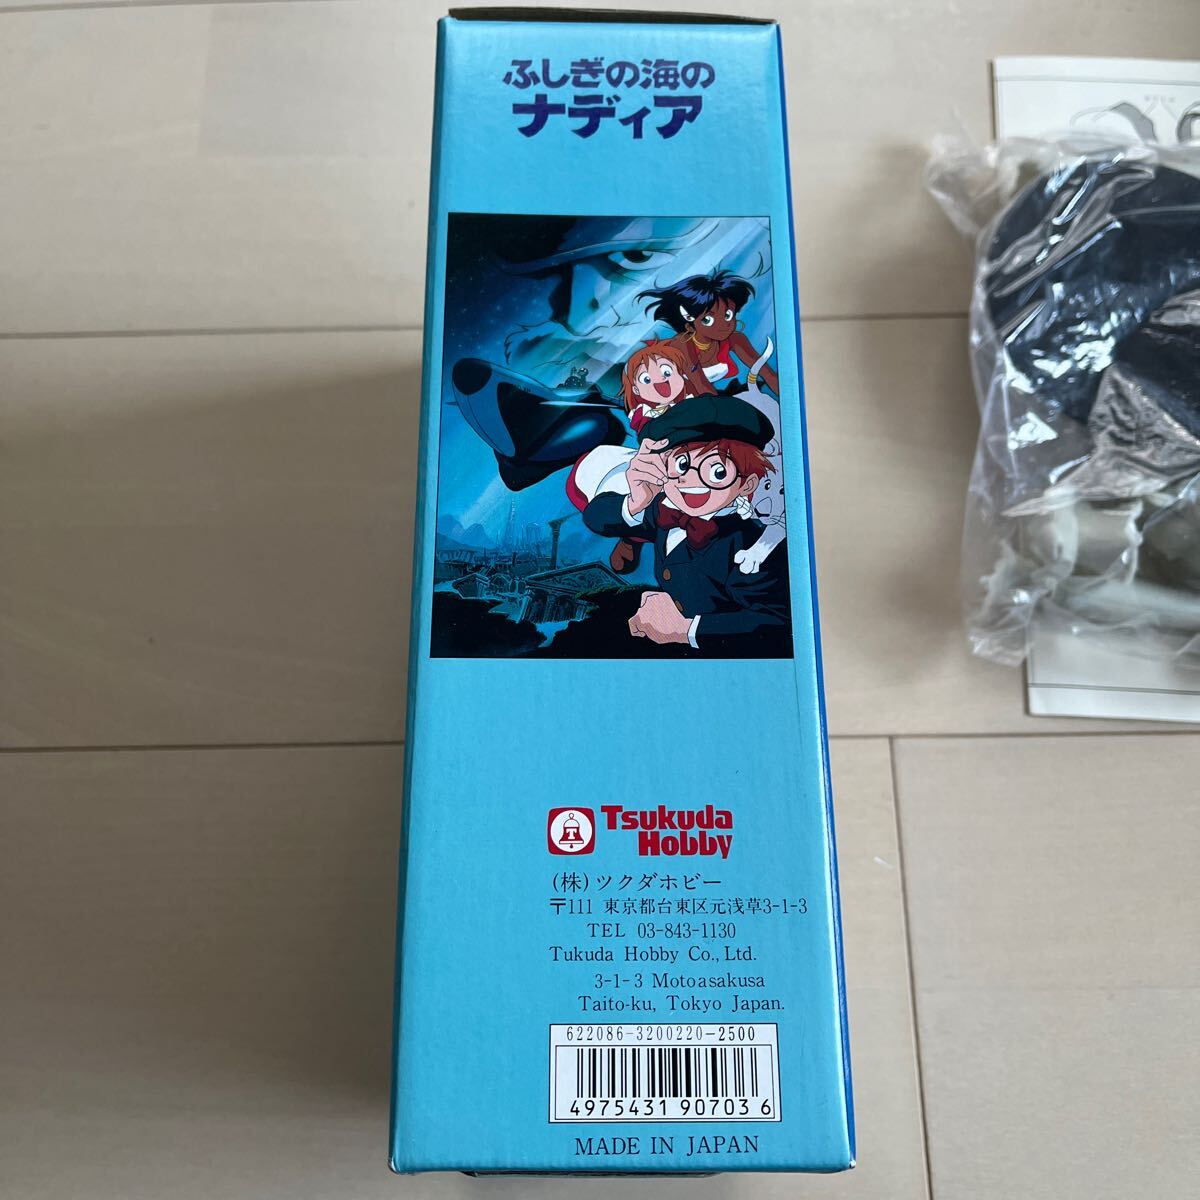 ふしぎの海の
ナディア
T
Tsukuda
Hobby
(株)ツクダホビー
〒111 東京都台東区元浅草3-1-3
TEL 03-843-1130
Tukuda Hobby Co., Ltd.
3-1-3 Motoasakusa
Taito-ku, Tokyo Japan.
622086-3200220-2500
4975431 907036
MADE IN JAPAN